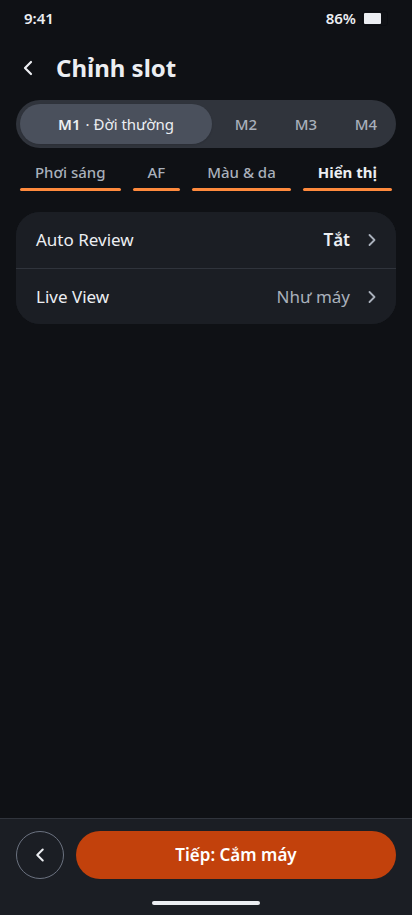 9:41 86%
Chỉnh slot
M1 · Đời thường M2 M3 M4
Phơi sáng AF Màu & da Hiển thị
Auto Review Tắt
Live View Như máy
Tiếp: Cắm máy